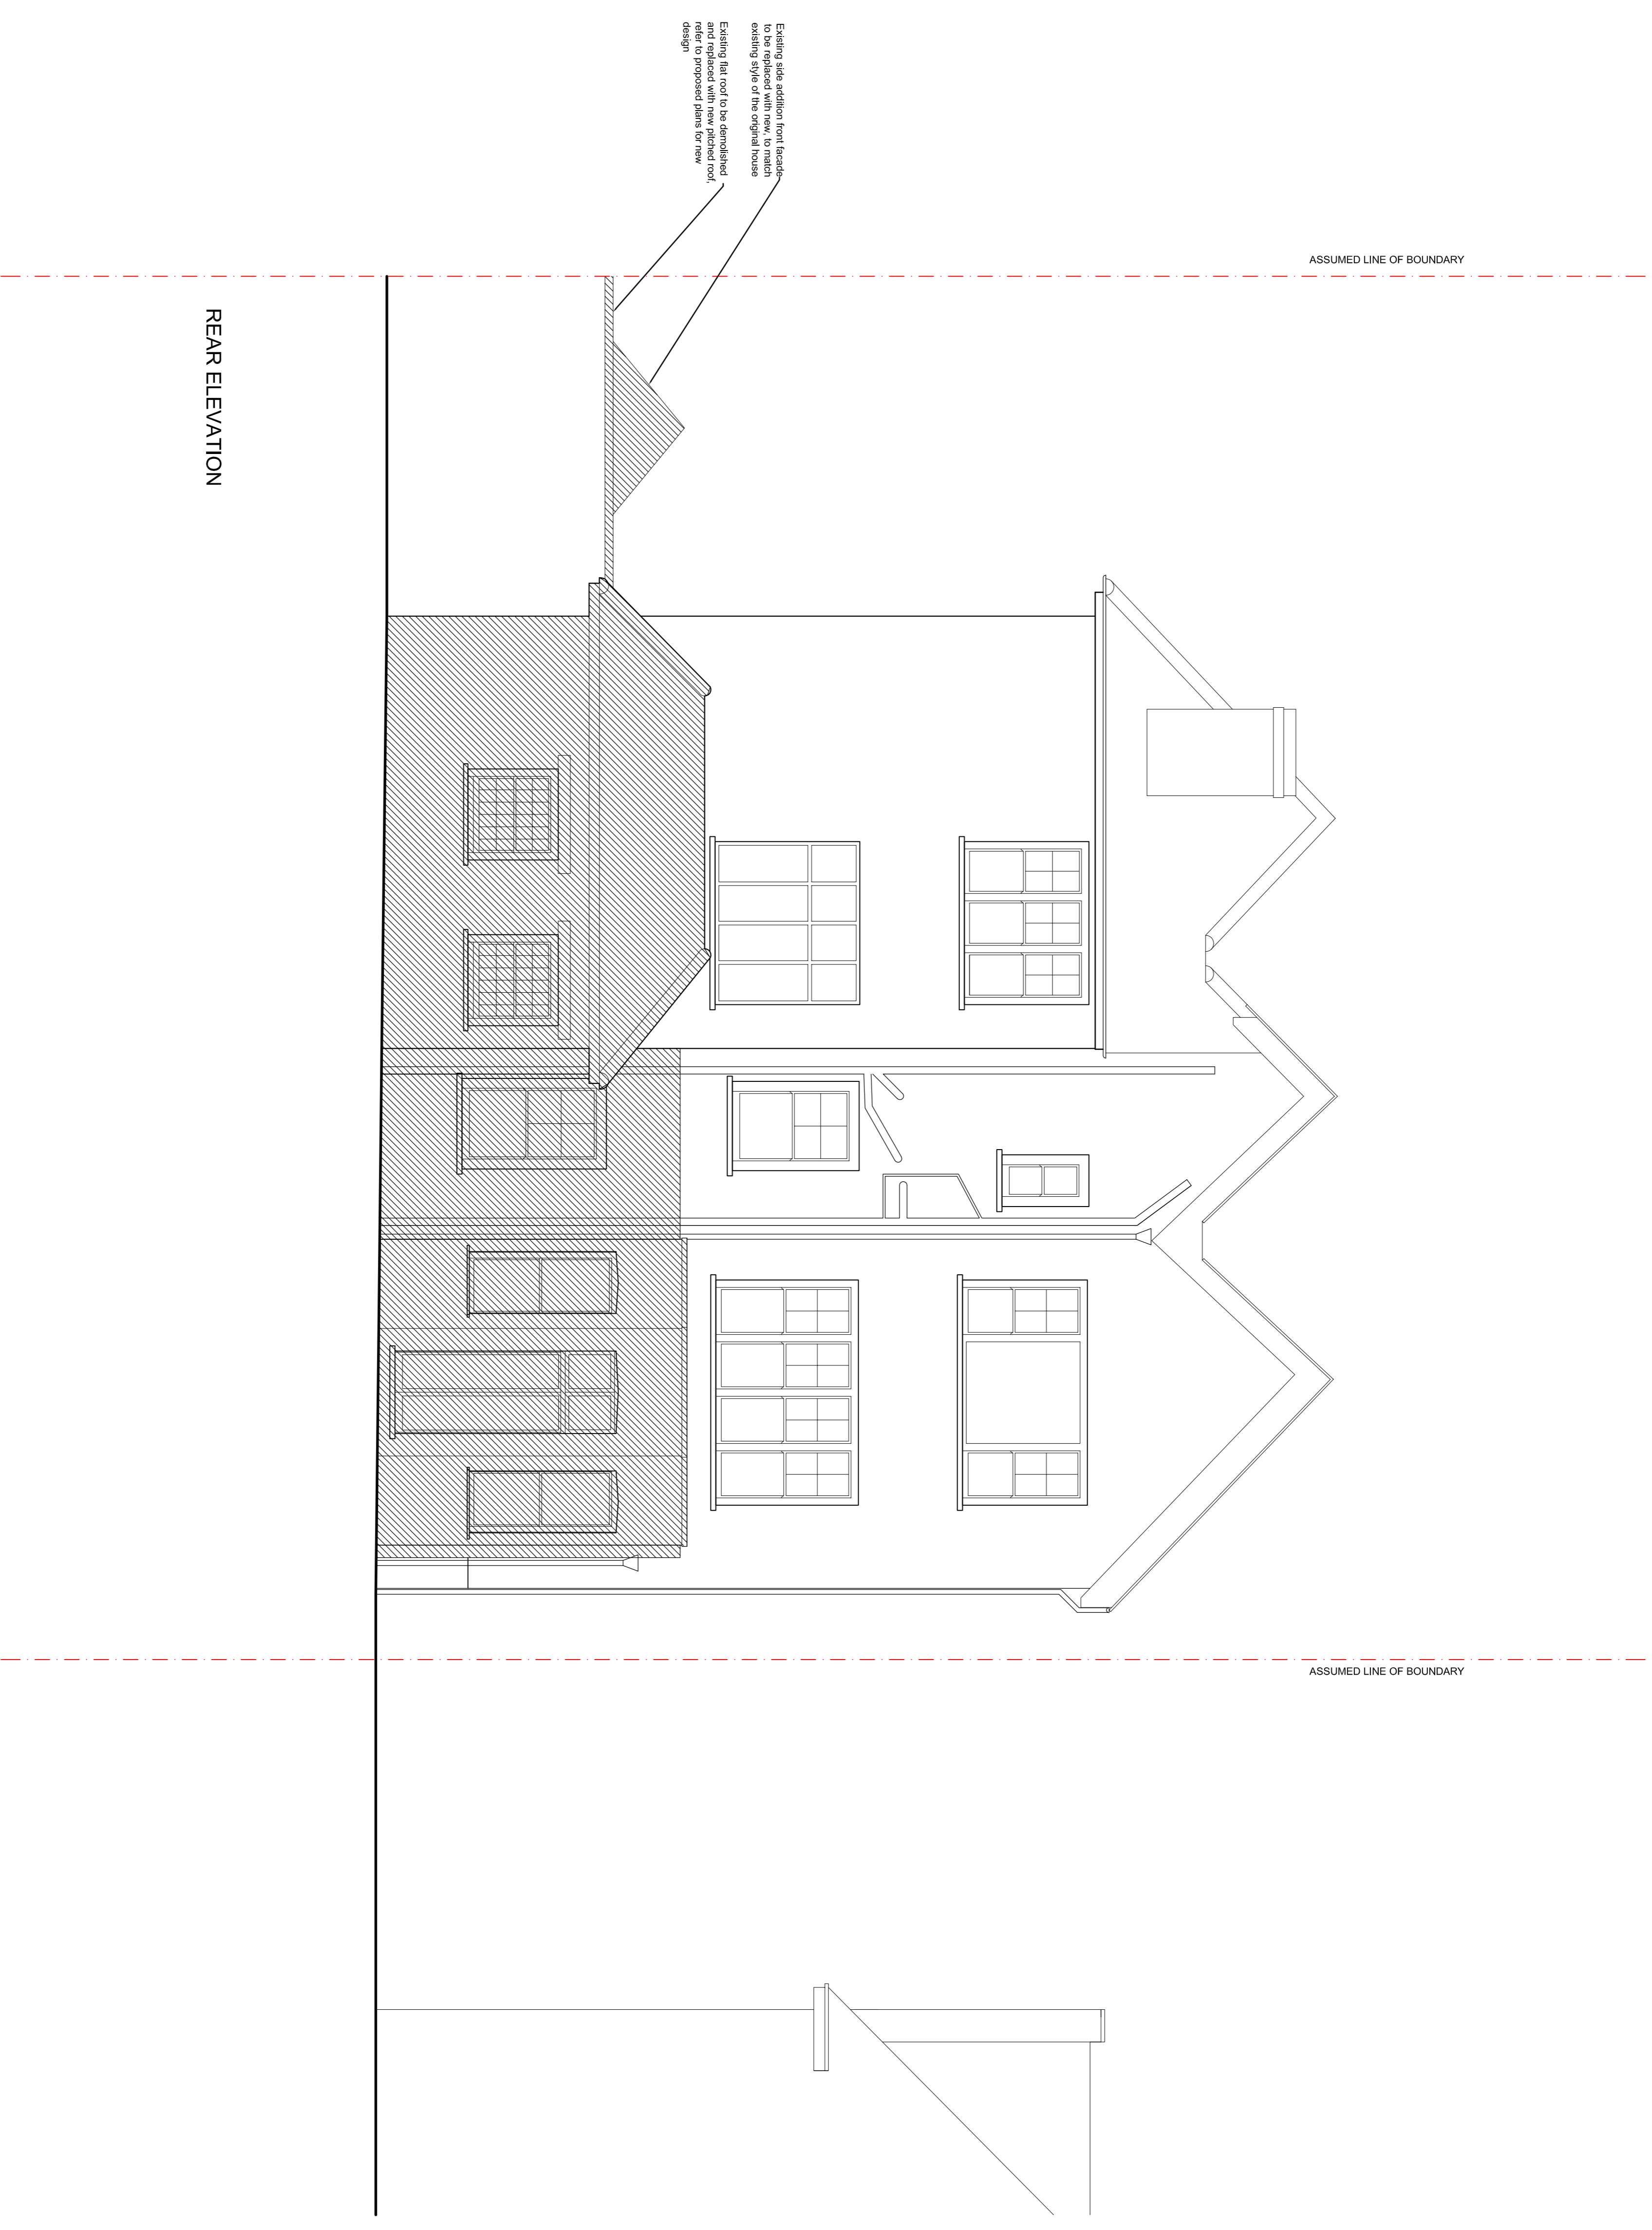 Existing side addition front facade
to be replaced with new, to match
existing style of the original house
Existing flat roof to be demolished
and replaced with new pitched roof,
refer to proposed plans for new
design
ASSUMED LINE OF BOUNDARY
ASSUMED LINE OF BOUNDARY
REAR ELEVATION